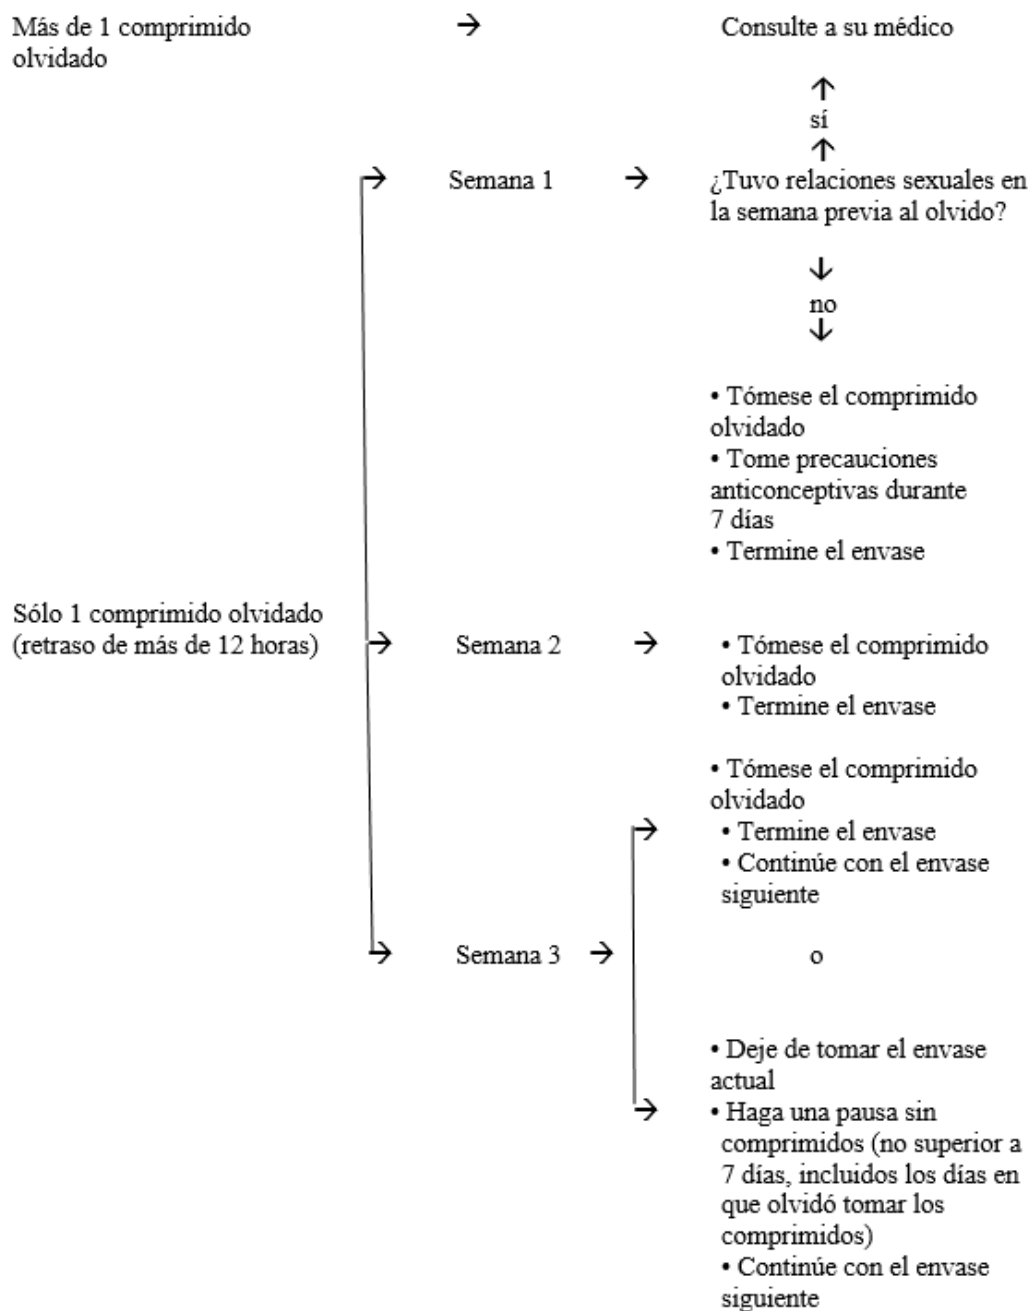 Más de 1 comprimido
olvidado
→
Consulte a su médico
↑
sí
↑
→ Semana 1 → ¿Tuvo relaciones sexuales en
la semana previa al olvido?
↓
no
↓
• Tómese el comprimido
olvidado
• Tome precauciones
anticonceptivas durante
7 días
• Termine el envase
Sólo 1 comprimido olvidado
(retraso de más de 12 horas)
→ Semana 2 → • Tómese el comprimido
olvidado
• Termine el envase
• Tómese el comprimido
olvidado
→ • Termine el envase
• Continúe con el envase
siguiente
→ Semana 3 → o
• Deje de tomar el envase
actual
→ • Haga una pausa sin
comprimidos (no superior a
7 días, incluidos los días en
que olvidó tomar los
comprimidos)
• Continúe con el envase
siguiente